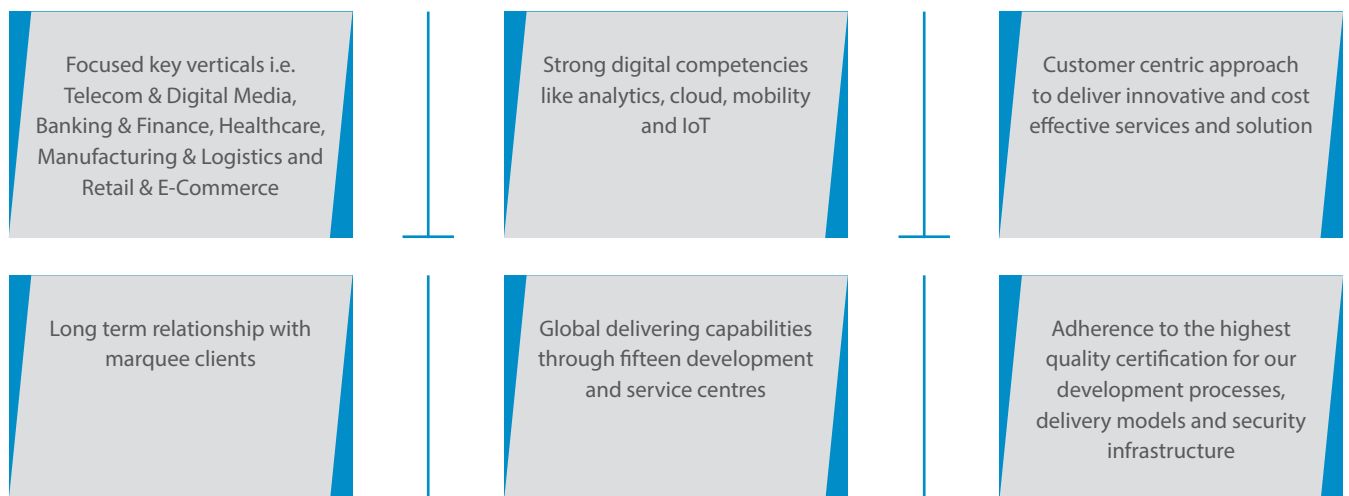 Focused key verticals i.e.
Telecom & Digital Media,
Banking & Finance, Healthcare,
Manufacturing & Logistics and
Retail & E-Commerce
Strong digital competencies
like analytics, cloud, mobility
and IoT
Customer centric approach
to deliver innovative and cost
effective services and solution
Long term relationship with
marquee clients
Global delivering capabilities
through fifteen development
and service centres
Adherence to the highest
quality certification for our
development processes,
delivery models and security
infrastructure